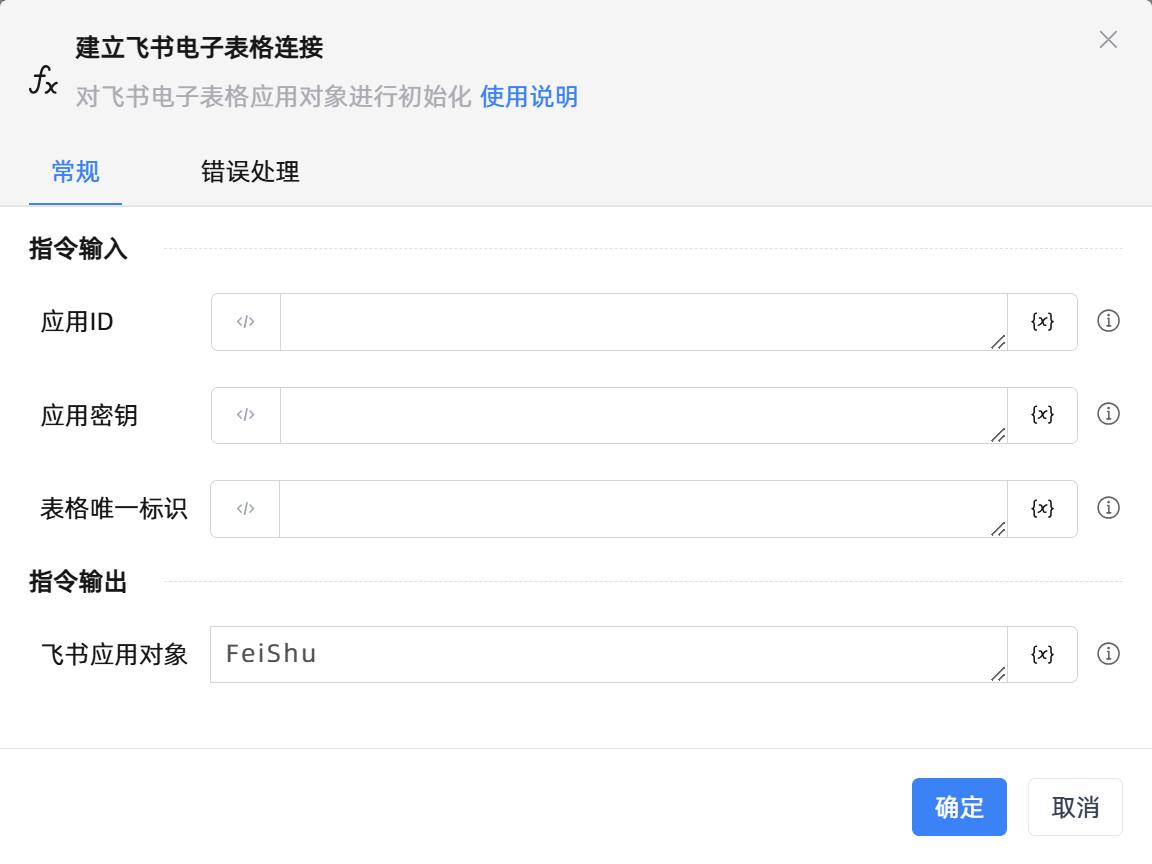 建立飞书电子表格连接
fx
对飞书电子表格应用对象进行初始化 使用说明
常规 错误处理
指令输入
应用ID </> {x}
应用密钥 </> {x}
表格唯一标识 </> {x}
指令输出
飞书应用对象 FeiShu {x}
确定 取消